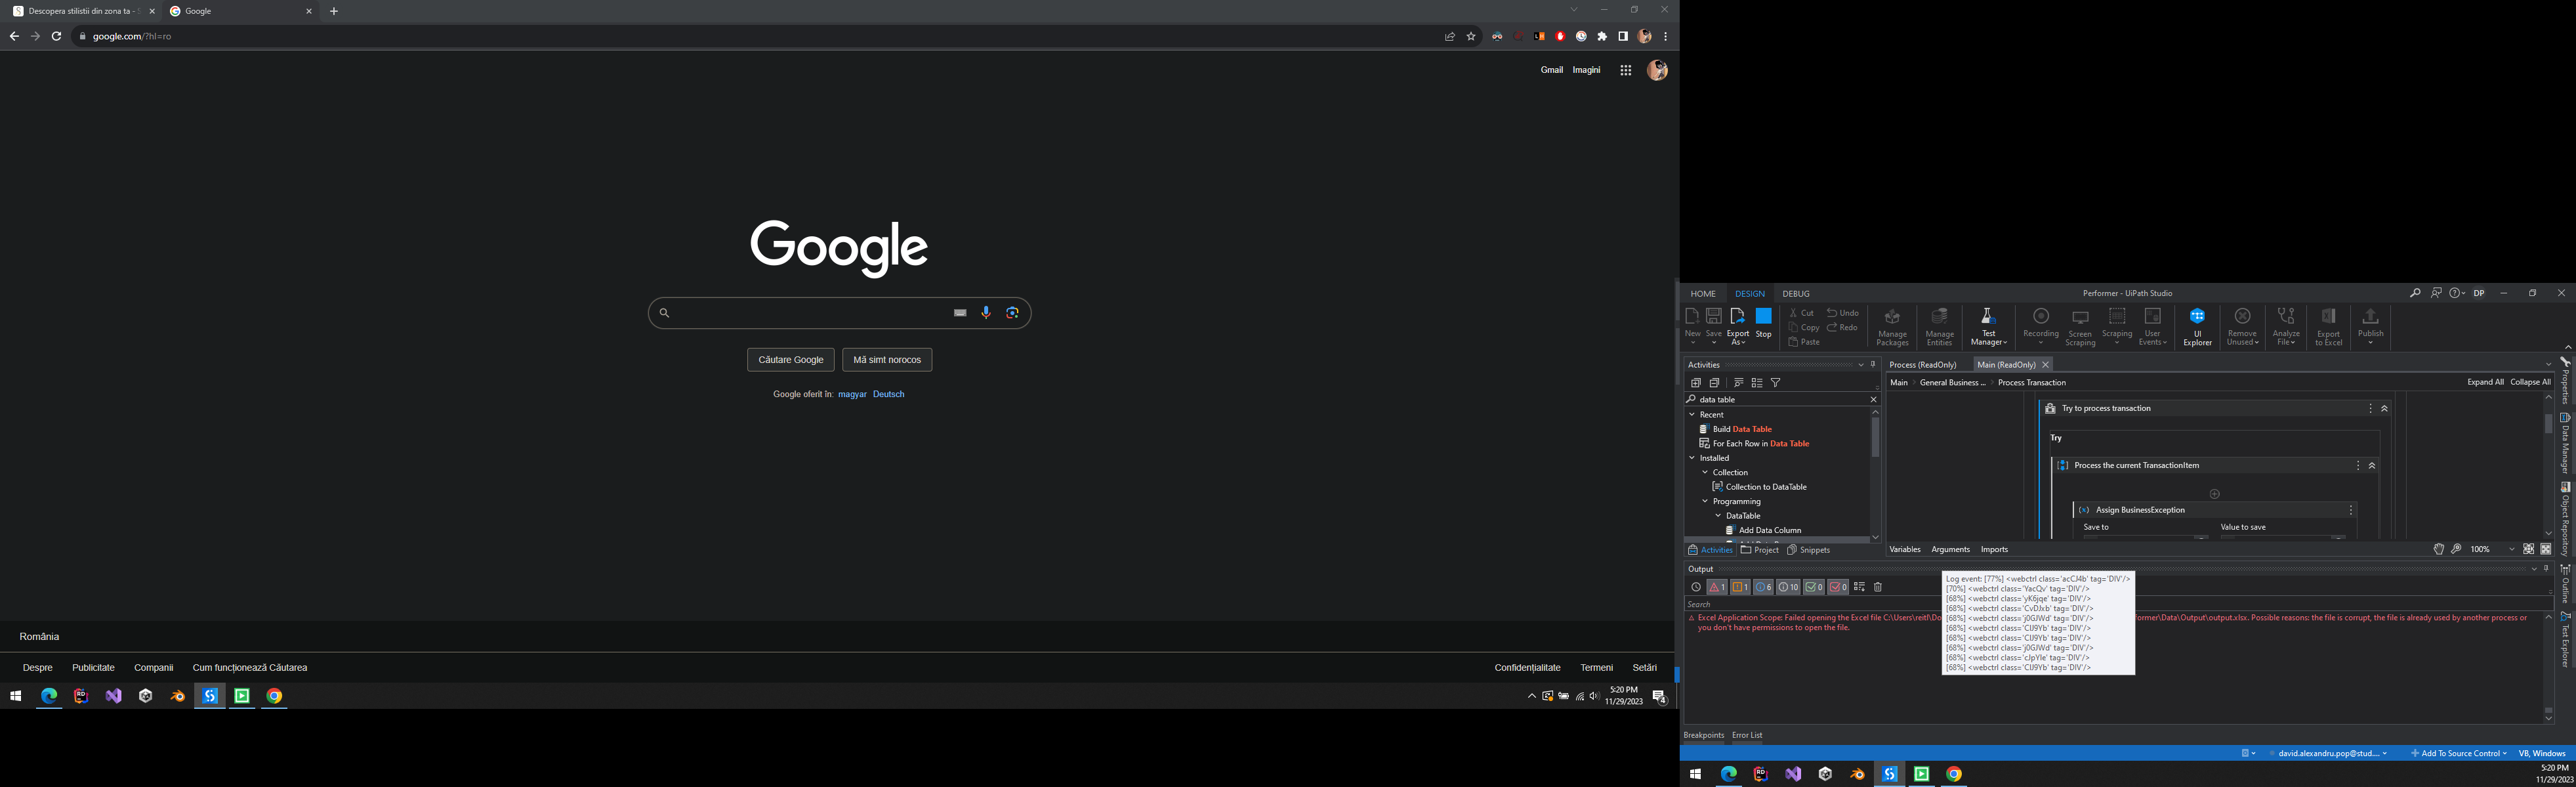 Descopera stilistii din zona ta -
Google
google.com/?hl=ro
Gmail Imagini
Google
Căutare Google Mă simt norocos
Google oferit în: magyar Deutsch
România
Despre Publicitate Companii Cum funcționează Căutarea
Confidențialitate Termeni Setări
5:20 PM
11/29/2023
4
HOME DESIGN DEBUG
Performer - UiPath Studio
DP
New Save Export As Stop
Cut Copy Paste
Undo Redo
Manage Packages
Manage Entities
Test Manager
Recording
Screen Scraping
Scraping
User Events
UI Explorer
Remove Unused
Analyze File
Export to Excel
Publish
Activities
data table
Recent
Build Data Table
For Each Row in Data Table
Installed
Collection
Collection to DataTable
Programming
DataTable
Add Data Column
Activities Project Snippets
Process (ReadOnly) Main (ReadOnly)
Main General Business ... Process Transaction
Expand All Collapse All
Try to process transaction
Try
Process the current TransactionItem
Assign BusinessException
Save to Value to save
Variables Arguments Imports
100%
Properties
Data Manager
Object Repository
Outline
Test Explorer
Output
1 1 6 10 0 0
Search
Excel Application Scope: Failed opening the Excel file C:\Users\reitl\Do
former\Data\Output\output.xlsx. Possible reasons: the file is corrupt, the file is already used by another process or
you don't have permissions to open the file.
Log event: [77%] <webctrl class='acCJ4b' tag='DIV'/>
[70%] <webctrl class='YacQv' tag='DIV'/>
[68%] <webctrl class='yK6jqe' tag='DIV'/>
[68%] <webctrl class='CvDJxb' tag='DIV'/>
[68%] <webctrl class='j0GJWd' tag='DIV'/>
[68%] <webctrl class='CIJ9Yb' tag='DIV'/>
[68%] <webctrl class='CIJ9Yb' tag='DIV'/>
[68%] <webctrl class='j0GJWd' tag='DIV'/>
[68%] <webctrl class='cJpYle' tag='DIV'/>
[68%] <webctrl class='CIJ9Yb' tag='DIV'/>
Breakpoints Error List
david.alexandru.pop@stud....
Add To Source Control
VB, Windows
5:20 PM
11/29/2023